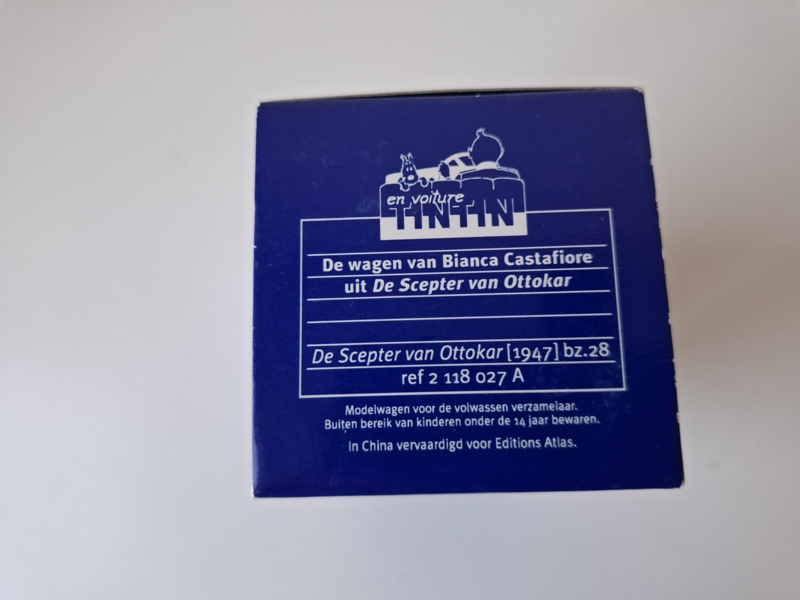 en voiture
TINTIN
De wagen van Bianca Castafiore
uit De Scepter van Ottokar
De Scepter van Ottokar [1947] bz.28
ref 2 118 027 A
Modelwagen voor de volwassen verzamelaar.
Buiten bereik van kinderen onder de 14 jaar bewaren.
In China vervaardigd voor Editions Atlas.